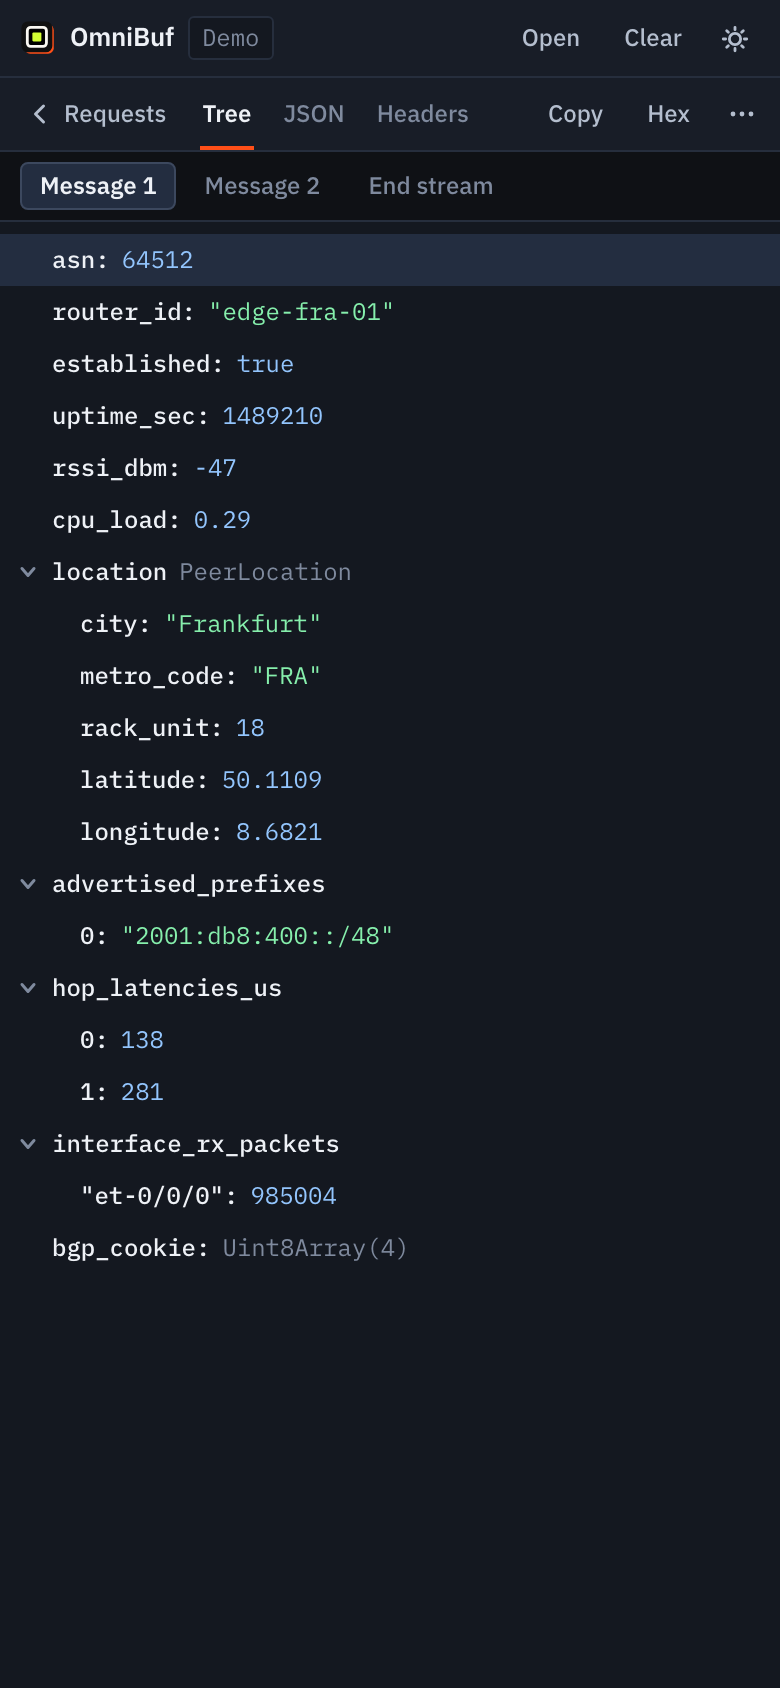 OmniBuf Demo Open Clear
Requests Tree JSON Headers Copy Hex ...
Message 1 Message 2 End stream
asn: 64512
router_id: "edge-fra-01"
established: true
uptime_sec: 1489210
rssi_dbm: -47
cpu_load: 0.29
location PeerLocation
city: "Frankfurt"
metro_code: "FRA"
rack_unit: 18
latitude: 50.1109
longitude: 8.6821
advertised_prefixes
0: "2001:db8:400::/48"
hop_latencies_us
0: 138
1: 281
interface_rx_packets
"et-0/0/0": 985004
bgp_cookie: Uint8Array(4)